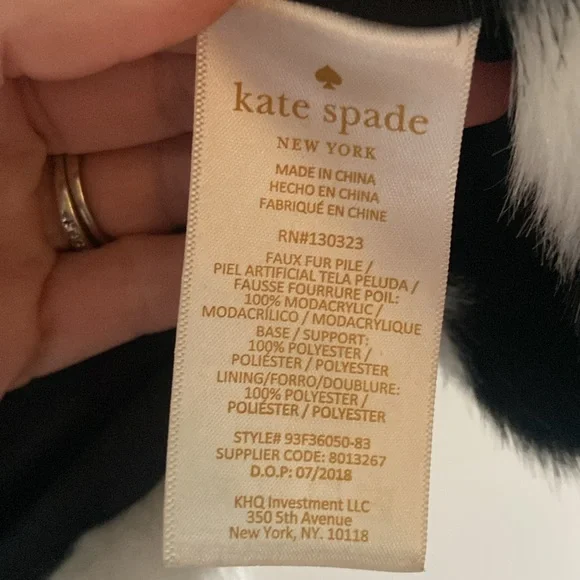 kate spade
NEW YORK
MADE IN CHINA
HECHO EN CHINA
FABRIQUÉ EN CHINE
RN#130323
FAUX FUR PILE /
PIEL ARTIFICIAL TELA PELUDA /
FAUSSE FOURRURE POIL:
100% MODACRYLIC /
MODACRÍLICO / MODACRYLIQUE
BASE / SUPPORT:
100% POLYESTER /
POLIÉSTER / POLYESTER
LINING/FORRO/DOUBLURE:
100% POLYESTER /
POLIÉSTER / POLYESTER
STYLE# 93F36050-83
SUPPLIER CODE: 8013267
D.O.P: 07/2018
KHQ Investment LLC
350 5th Avenue
New York, NY. 10118